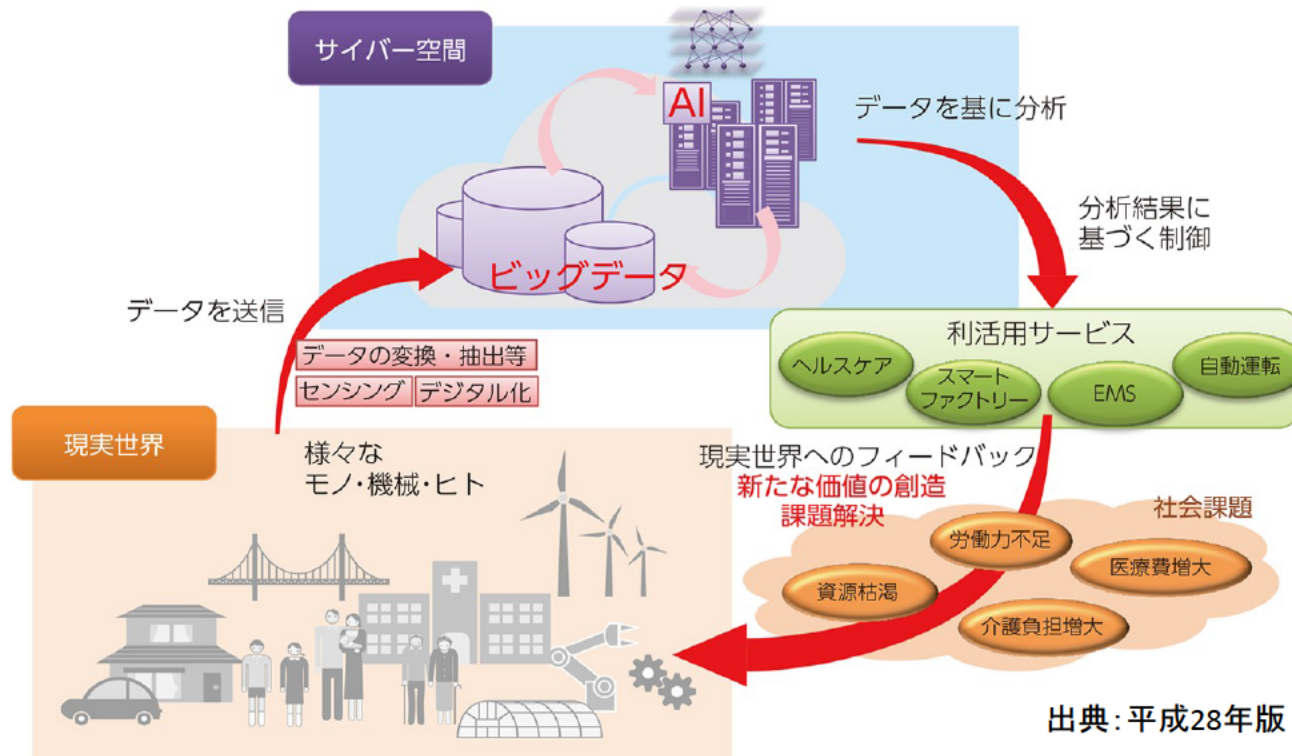 サイバー空間
AI
データを基に分析
分析結果に
基づく制御
ビッグデータ
データを送信
データの変換・抽出等
センシング
デジタル化
利活用サービス
ヘルスケア
スマート
ファクトリー
EMS
自動運転
現実世界
様々な
モノ・機械・ヒト
現実世界へのフィードバック
新たな価値の創造
課題解決
社会課題
労働力不足
医療費増大
資源枯渇
介護負担増大
出典：平成28年版